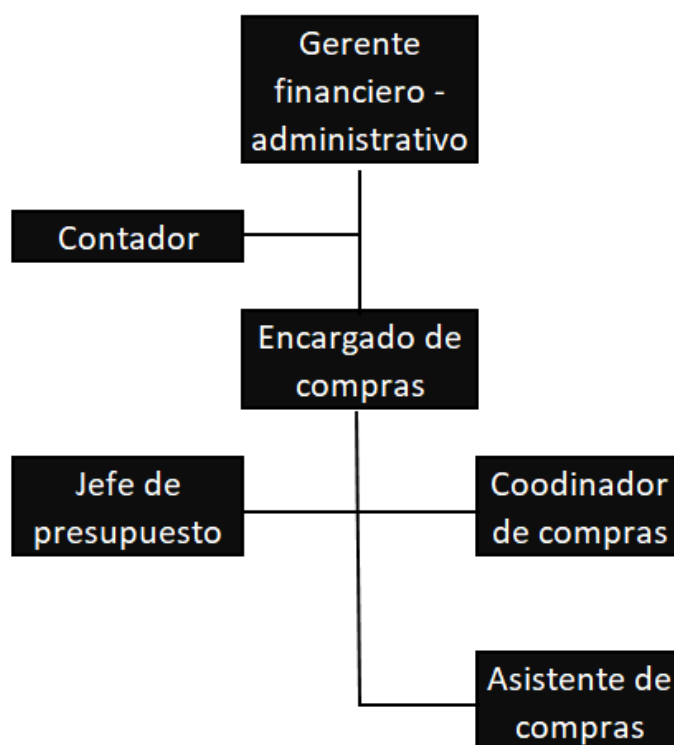 Gerente
financiero -
administrativo
Contador
Encargado de
compras
Jefe de
presupuesto
Coodinador
de compras
Asistente de
compras